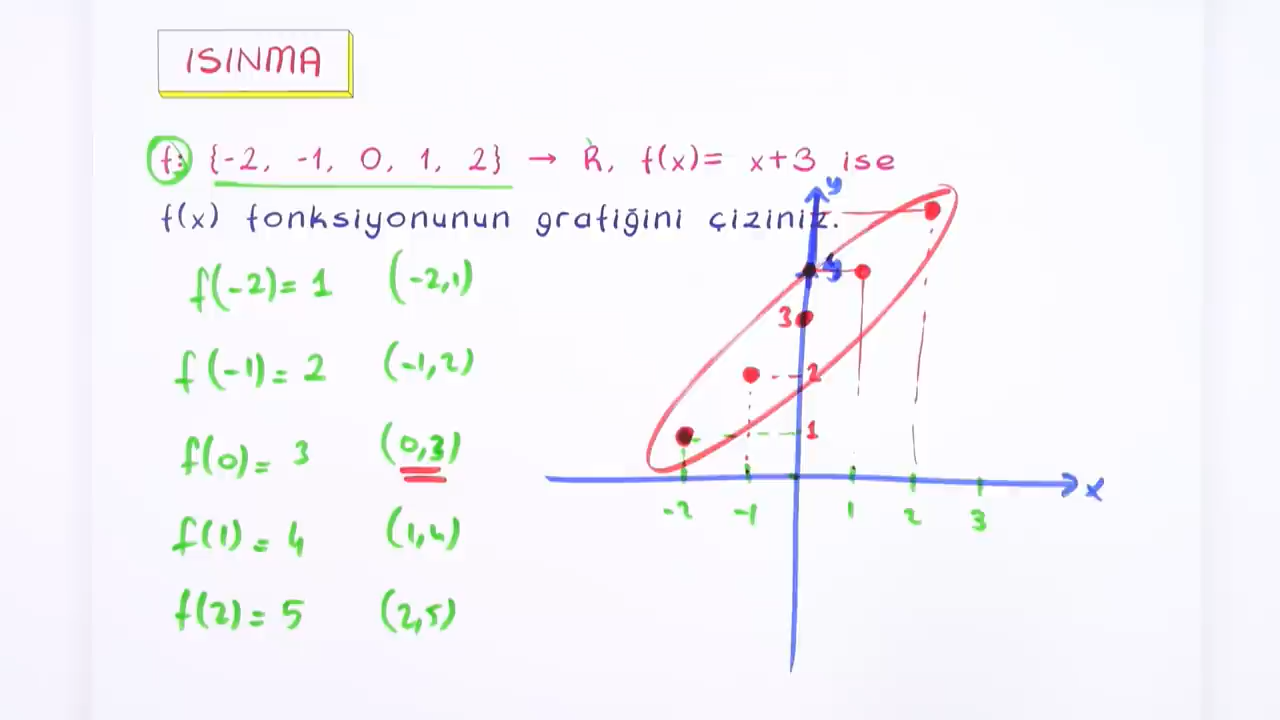 ISINMA
f: {-2, -1, 0, 1, 2} → R, f(x)= x+3 ise
f(x) fonksiyonunun grafiğini çiziniz.
f(-2)= 1 (-2,1)
f(-1)= 2 (-1,2)
f(0)= 3 (0,3)
f(1)= 4 (1,4)
f(2)= 5 (2,5)
y
3
2
1
x
-2 -1 1 2 3